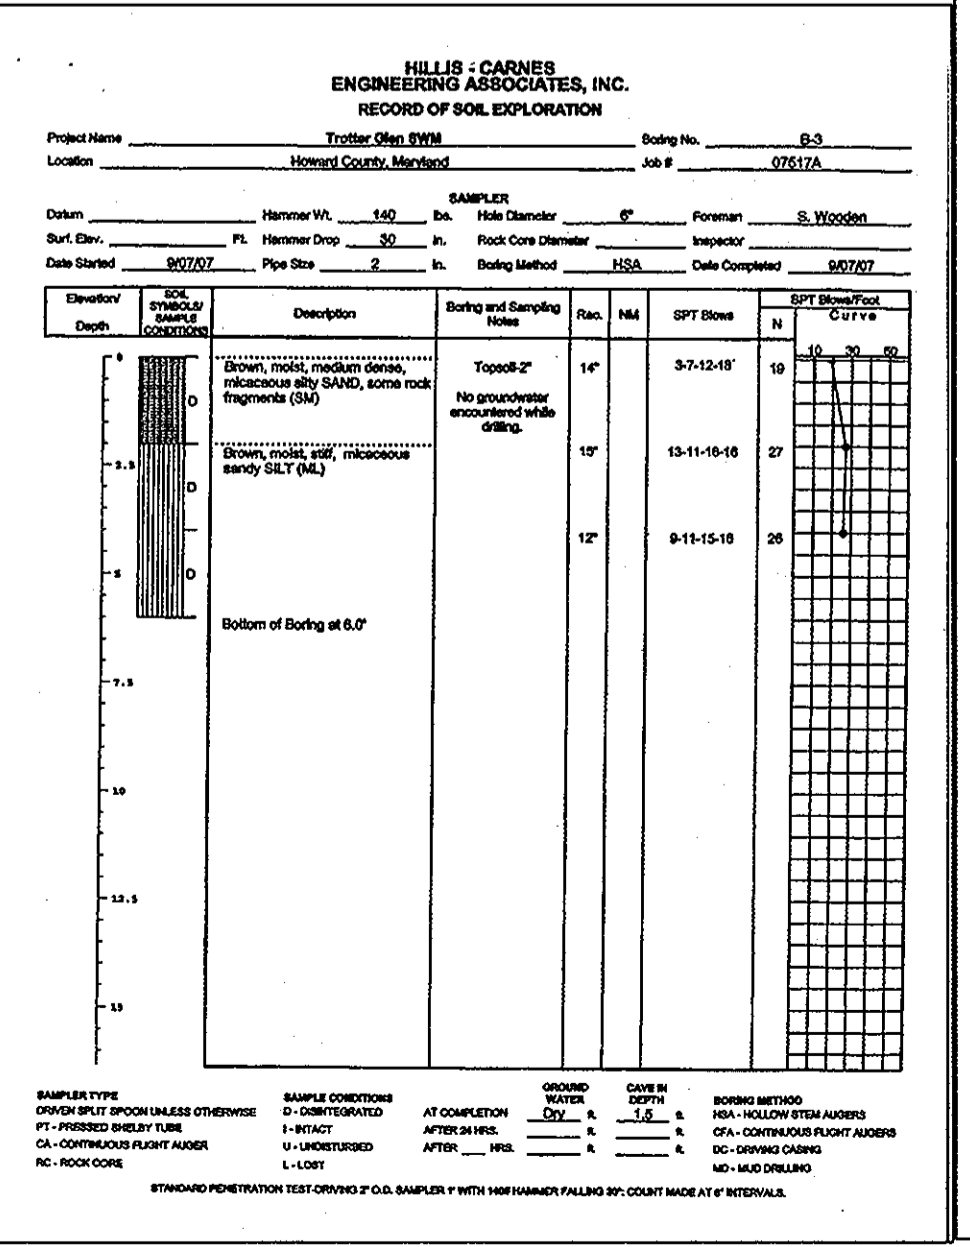 HILLIS - CARNES
ENGINEERING ASSOCIATES, INC.
RECORD OF SOIL EXPLORATION
Project Name Trotter Glen SWM Boring No. B-3
Location Howard County, Maryland Job # 07517A
SAMPLER
Datum Hammer Wt. 140 lbs. Hole Diameter 6" Foreman S. Wooden
Surf. Elev. Ft. Hammer Drop 30 in. Rock Core Diameter Inspector
Date Started 9/07/07 Pipe Size 2 in. Boring Method HSA Date Completed 9/07/07
Elevation/ Depth
SOIL SYMBOLS/ SAMPLE CONDITIONS
Description
Boring and Sampling Notes
Rec.
NM
SPT Blows
SPT Blows/Foot
N
Curve
10 30 50
0
Brown, moist, medium dense,
micaceous silty SAND, some rock
fragments (SM)
D
Topsoil-2"
No groundwater
encountered while
drilling.
14" 3-7-12-18 19
Brown, moist, stiff, micaceous
sandy SILT (ML)
15" 13-11-16-16 27
2.5
D
12" 9-11-15-16 26
5
D
Bottom of Boring at 6.0'
7.5
10
12.5
15
SAMPLER TYPE
DRIVEN SPLIT SPOON UNLESS OTHERWISE
PT - PRESSED SHELBY TUBE
CA - CONTINUOUS FLIGHT AUGER
RC - ROCK CORE
SAMPLE CONDITIONS
D - DISINTEGRATED
I - INTACT
U - UNDISTURBED
L - LOST
GROUND WATER
CAVE IN DEPTH
AT COMPLETION Dry ft. 1.5 ft.
AFTER 24 HRS. ft. ft.
AFTER HRS. ft. ft.
BORING METHOD
HSA - HOLLOW STEM AUGERS
CFA - CONTINUOUS FLIGHT AUGERS
DC - DRIVING CASING
MD - MUD DRILLING
STANDARD PENETRATION TEST-DRIVING 2" O.D. SAMPLER 1' WITH 140# HAMMER FALLING 30": COUNT MADE AT 6" INTERVALS.